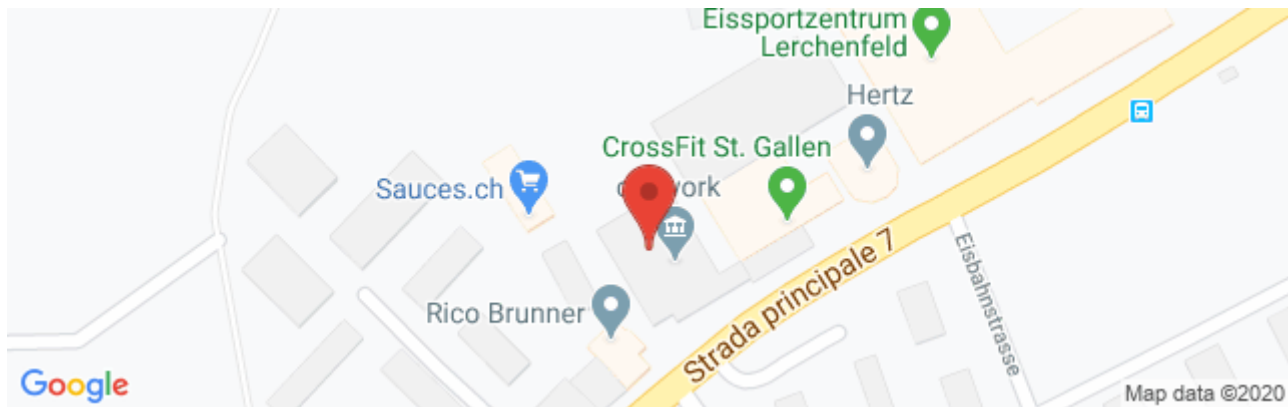 Eissportzentrum
Lerchenfeld
Hertz
CrossFit St. Gallen
Sauces.ch
Rico Brunner
Strada principale 7
Eisbahnstrasse
Google
Map data ©2020